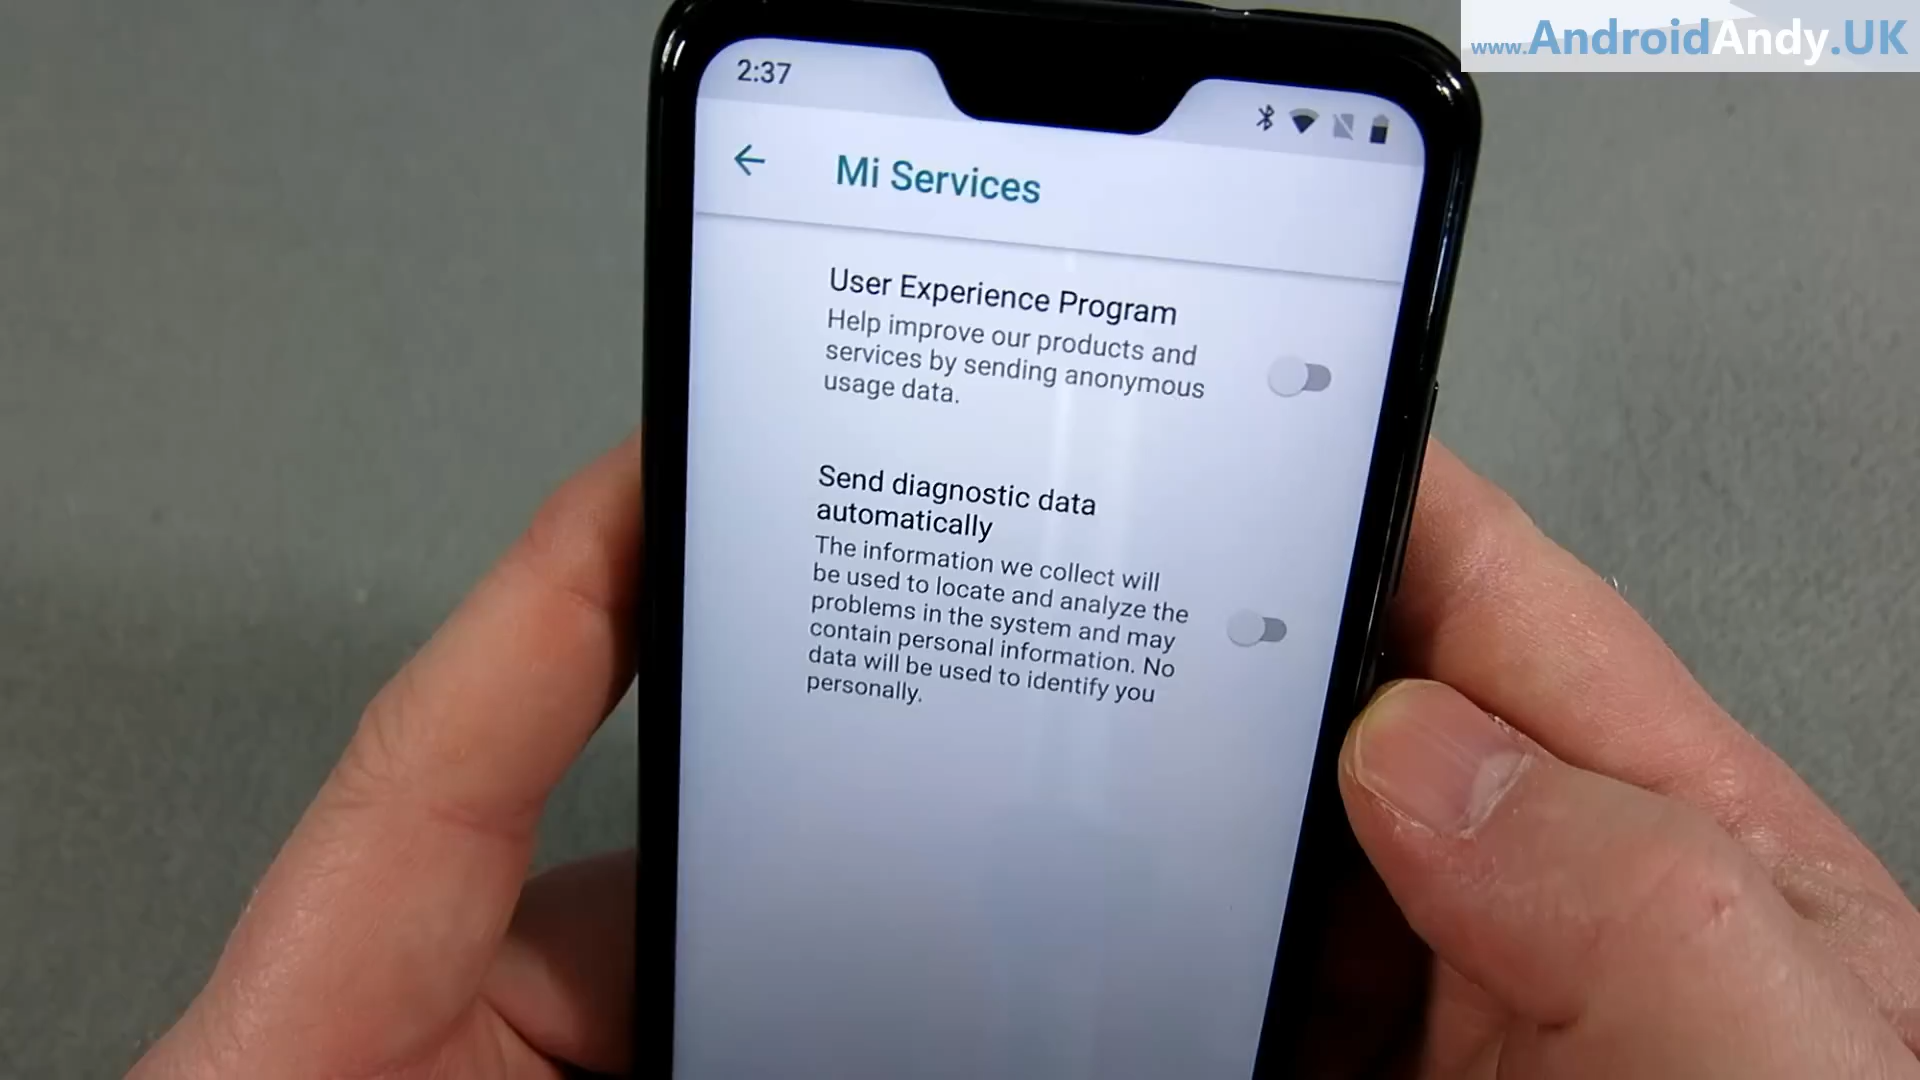 www.AndroidAndy.UK
2:37
Mi Services
User Experience Program
Help improve our products and
services by sending anonymous
usage data.
Send diagnostic data
automatically
The information we collect will
be used to locate and analyze the
problems in the system and may
contain personal information. No
data will be used to identify you
personally.